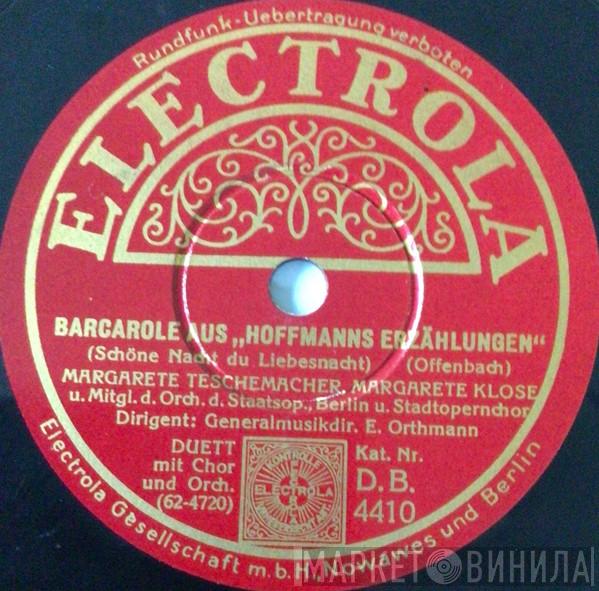 Rundfunk-Uebertragung verboten
ELECTROLA
BARCAROLE AUS „HOFFMANNS ERZÄHLUNGEN“
(Schöne Nacht du Liebesnacht) (Offenbach)
MARGARETE TESCHEMACHER, MARGARETE KLOSE
u. Mitgl. d. Orch. d. Staatsop., Berlin u. Stadtopernchor
Dirigent: Generalmusikdir. E. Orthmann
DUETT
mit Chor
und Orch.
(62-4720)
ELECTROLA
Kat. Nr.
D.B.
4410
Electrola Gesellschaft m.b.H., Nowawes und Berlin
МАРКЕТ ВИНИЛА